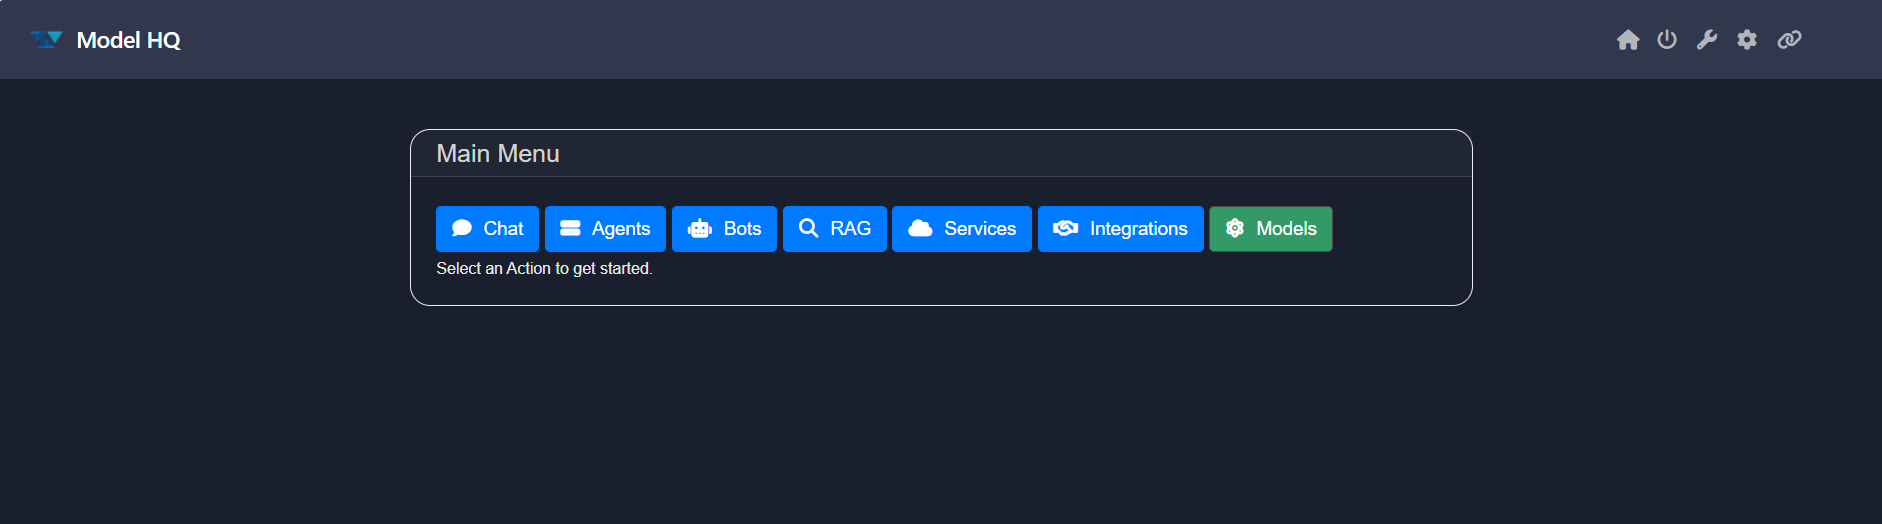 Model HQ
Main Menu
Chat Agents Bots RAG Services Integrations Models
Select an Action to get started.